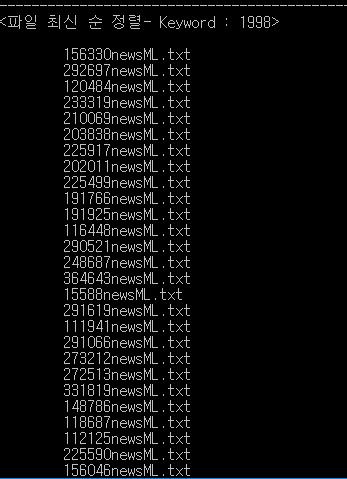 <파일 최신 순 정렬- Keyword : 1998>
156330newsML.txt
292697newsML.txt
120484newsML.txt
233319newsML.txt
210069newsML.txt
203838newsML.txt
225917newsML.txt
202011newsML.txt
225499newsML.txt
191766newsML.txt
191925newsML.txt
116448newsML.txt
290521newsML.txt
248687newsML.txt
364643newsML.txt
15588newsML.txt
291619newsML.txt
111941newsML.txt
291066newsML.txt
273212newsML.txt
272513newsML.txt
331819newsML.txt
148786newsML.txt
118687newsML.txt
112125newsML.txt
225590newsML.txt
156046newsML.txt